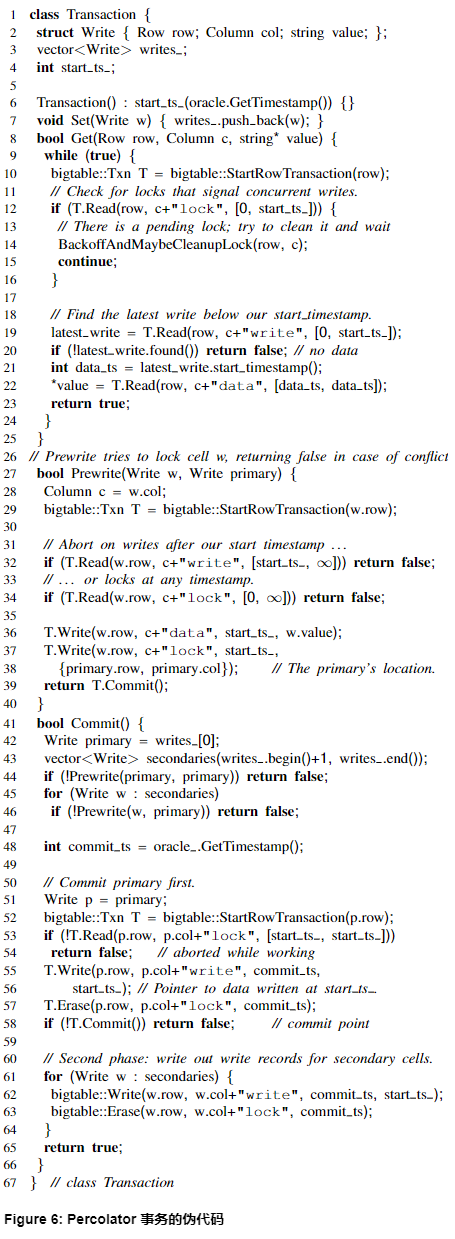 1 class Transaction {
2 struct Write { Row row; Column col; string value; };
3 vector<Write> writes_;
4 int start_ts_;
5
6 Transaction() : start_ts_(oracle.GetTimestamp()) {}
7 void Set(Write w) { writes_.push_back(w); }
8 bool Get(Row row, Column c, string* value) {
9 while (true) {
10 bigtable::Txn T = bigtable::StartRowTransaction(row);
11 // Check for locks that signal concurrent writes.
12 if (T.Read(row, c+"lock", [0, start_ts_])) {
13 // There is a pending lock; try to clean it and wait
14 BackoffAndMaybeCleanupLock(row, c);
15 continue;
16 }
17
18 // Find the latest write below our start_timestamp.
19 latest_write = T.Read(row, c+"write", [0, start_ts_]);
20 if (!latest_write.found()) return false; // no data
21 int data_ts = latest_write.start_timestamp();
22 *value = T.Read(row, c+"data", [data_ts, data_ts]);
23 return true;
24 }
25 }
26 // Prewrite tries to lock cell w, returning false in case of conflict
27 bool Prewrite(Write w, Write primary) {
28 Column c = w.col;
29 bigtable::Txn T = bigtable::StartRowTransaction(w.row);
30
31 // Abort on writes after our start timestamp ...
32 if (T.Read(w.row, c+"write", [start_ts_, ∞])) return false;
33 // ... or locks at any timestamp.
34 if (T.Read(w.row, c+"lock", [0, ∞])) return false;
35
36 T.Write(w.row, c+"data", start_ts_, w.value);
37 T.Write(w.row, c+"lock", start_ts_,
38 {primary.row, primary.col}); // The primary's location.
39 return T.Commit();
40 }
41 bool Commit() {
42 Write primary = writes_[0];
43 vector<Write> secondaries(writes_.begin()+1, writes_.end());
44 if (!Prewrite(primary, primary)) return false;
45 for (Write w : secondaries)
46 if (!Prewrite(w, primary)) return false;
47
48 int commit_ts = oracle_.GetTimestamp();
49
50 // Commit primary first.
51 Write p = primary;
52 bigtable::Txn T = bigtable::StartRowTransaction(p.row);
53 if (!T.Read(p.row, p.col+"lock", [start_ts_, start_ts_]))
54 return false; // aborted while working
55 T.Write(p.row, p.col+"write", commit_ts,
56 start_ts_); // Pointer to data written at start_ts_
57 T.Erase(p.row, p.col+"lock", commit_ts);
58 if (!T.Commit()) return false; // commit point
59
60 // Second phase: write out write records for secondary cells.
61 for (Write w : secondaries) {
62 bigtable::Write(w.row, w.col+"write", commit_ts, start_ts_);
63 bigtable::Erase(w.row, w.col+"lock", commit_ts);
64 }
65 return true;
66 }
67 } // class Transaction
Figure 6: Percolator 事务的伪代码